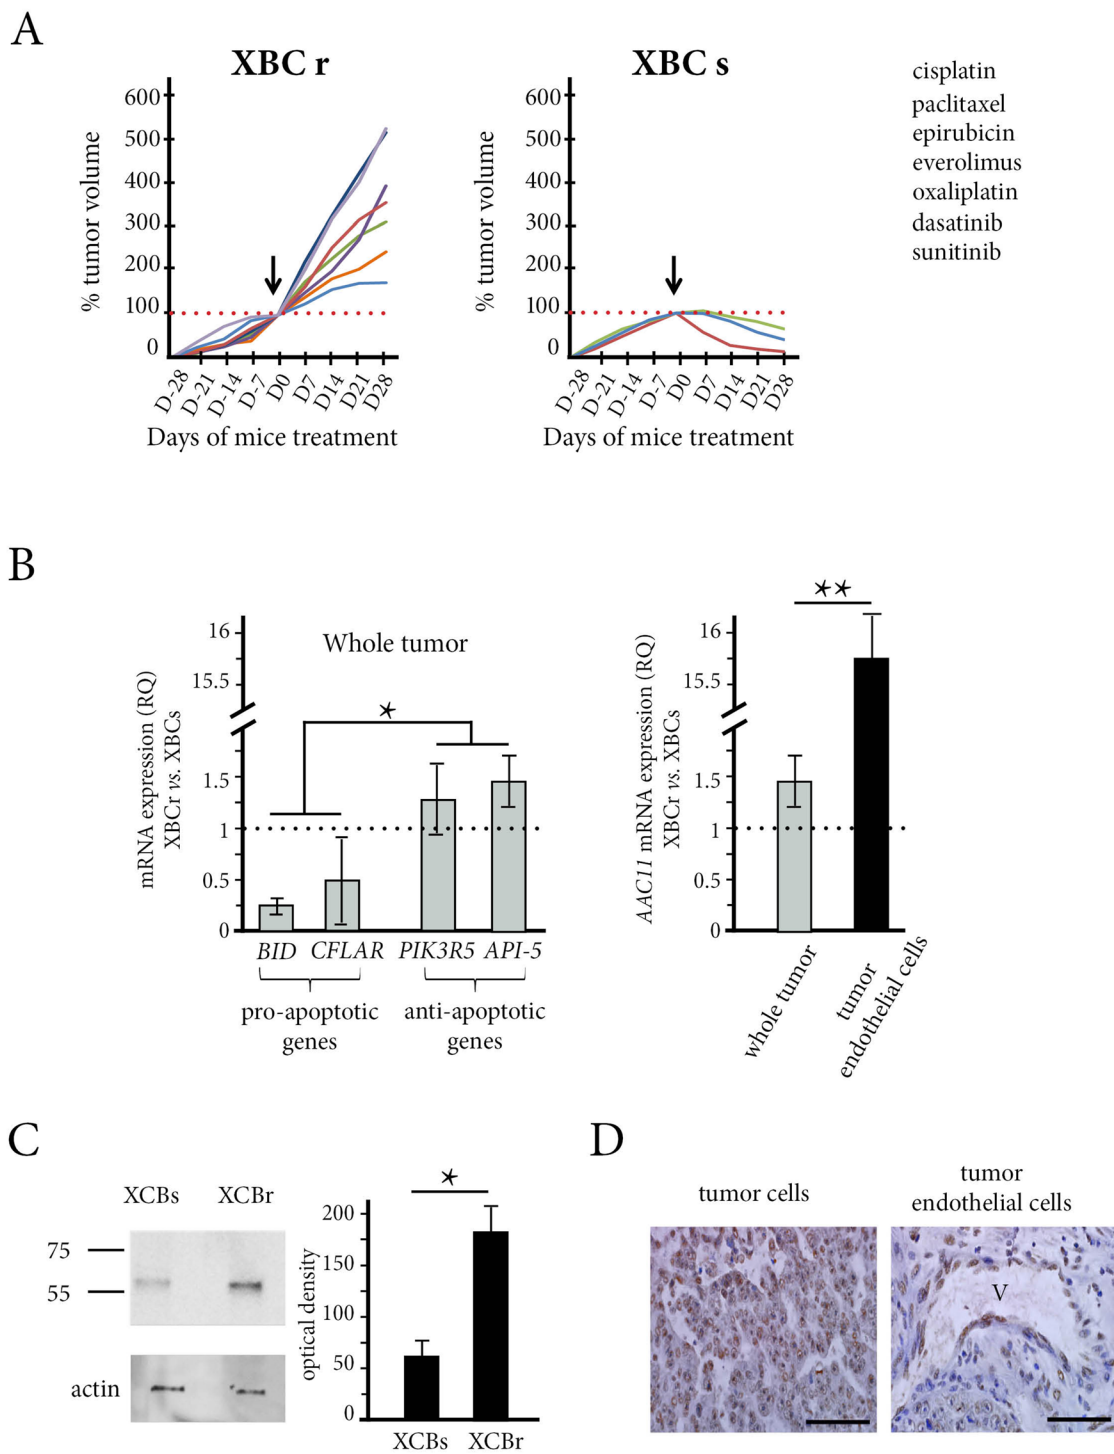 A
XBC r
600
500
400
300
200
100
0
% tumor volume
D-28
D-21
D-14
D-7
D0
D7
D14
D21
D28
Days of mice treatment
XBC s
600
500
400
300
200
100
0
% tumor volume
D-28
D-21
D-14
D-7
D0
D7
D14
D21
D28
Days of mice treatment
cisplatin
paclitaxel
epirubicin
everolimus
oxaliplatin
dasatinib
sunitinib
B
Whole tumor
mRNA expression (RQ)
XBCr vs. XBCs
16
15.5
1.5
1
0.5
0
BID CFLAR PIK3R5 API-5
pro-apoptotic
genes
anti-apoptotic
genes
AAC11 mRNA expression (RQ)
XBCr vs. XBCs
16
15.5
1.5
1
0.5
0
whole tumor
tumor
endothelial cells
C
XCBs XCBr
75
55
actin
optical density
200
150
100
50
0
XCBs XCBr
D
tumor cells
tumor
endothelial cells
V